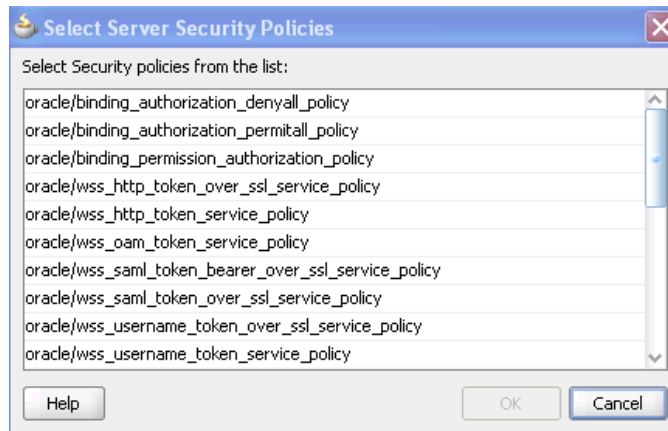 Select Server Security Policies
Select Security policies from the list:
oracle/binding_authorization_denyall_policy
oracle/binding_authorization_permitall_policy
oracle/binding_permission_authorization_policy
oracle/wss_http_token_over_ssl_service_policy
oracle/wss_http_token_service_policy
oracle/wss_oam_token_service_policy
oracle/wss_saml_token_bearer_over_ssl_service_policy
oracle/wss_saml_token_over_ssl_service_policy
oracle/wss_username_token_over_ssl_service_policy
oracle/wss_username_token_service_policy
Help OK Cancel